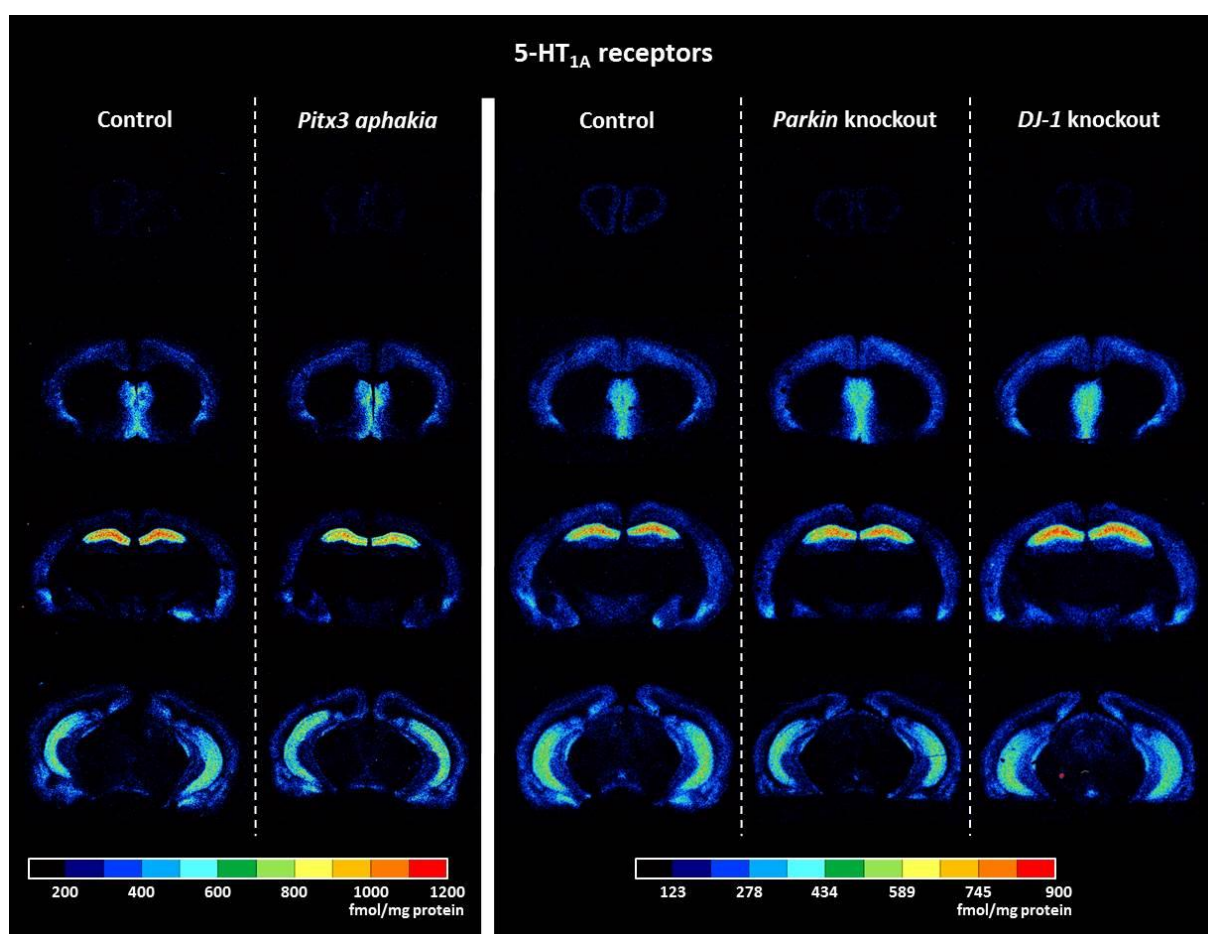 5-HT1A receptors
Control
Pitx3 aphakia
Control
Parkin knockout
DJ-1 knockout
200 400 600 800 1000 1200
fmol/mg protein
123 278 434 589 745 900
fmol/mg protein